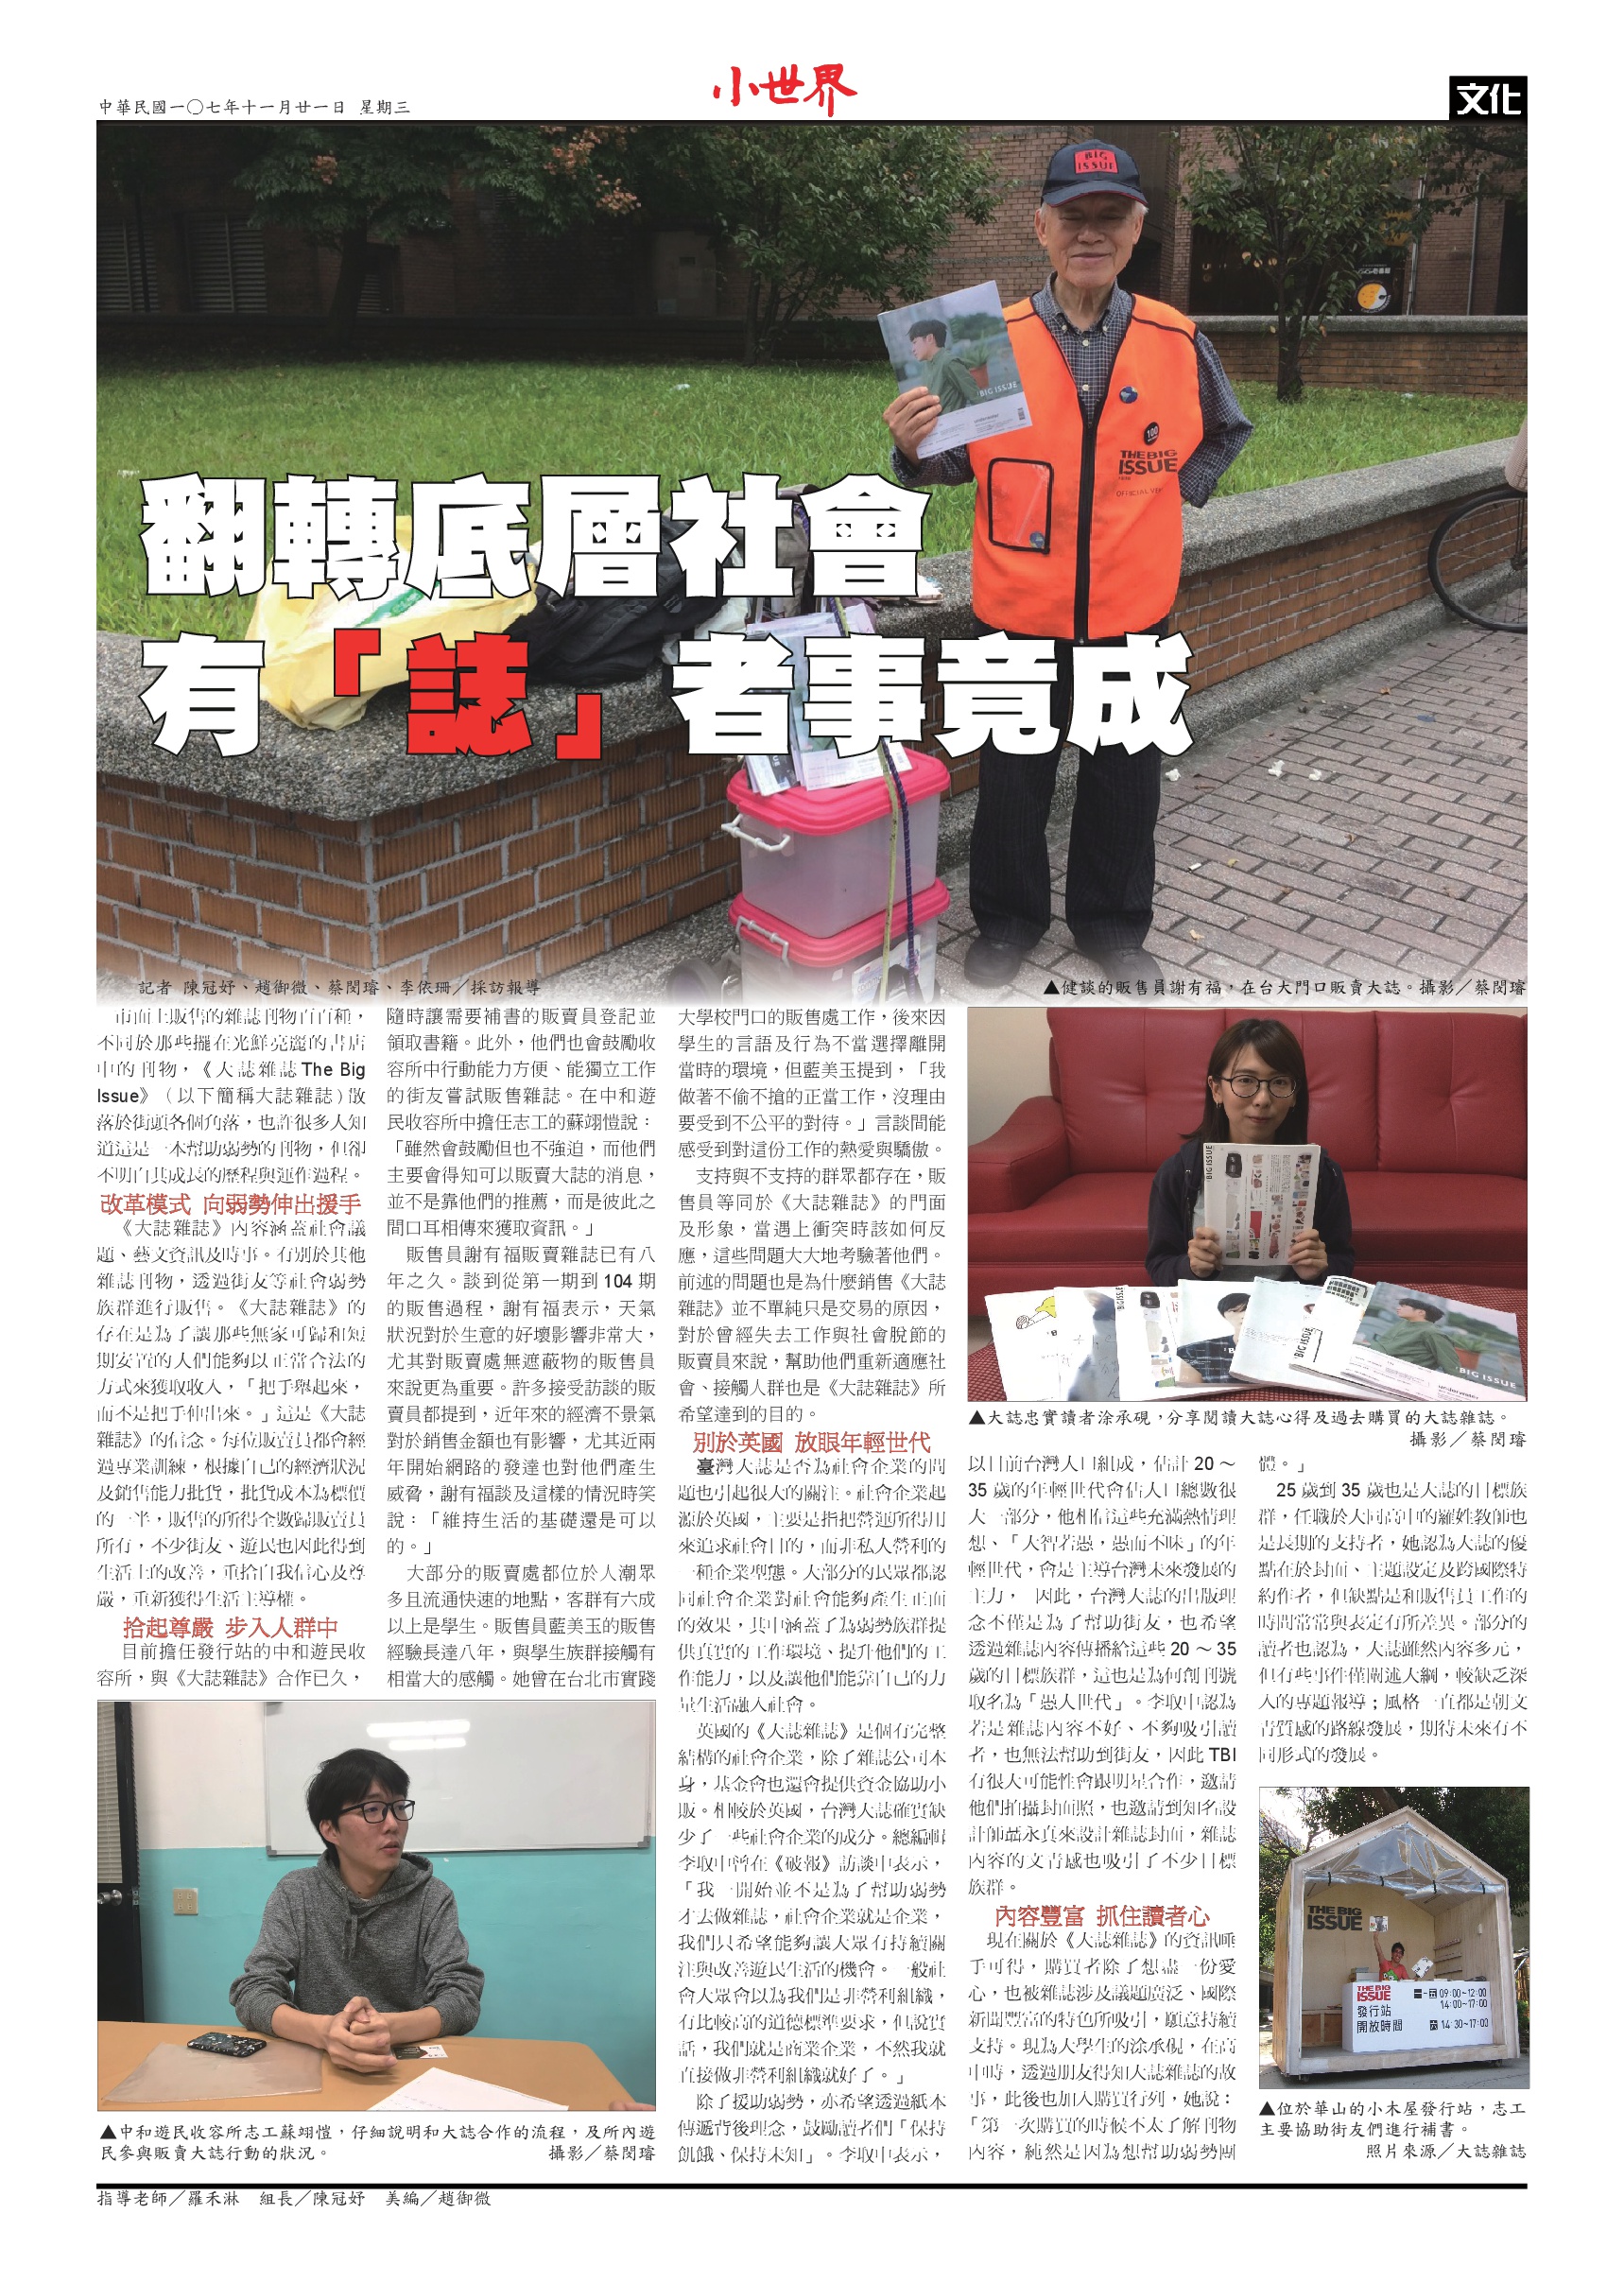 中華民國一〇七年十一月廿一日 星期三
小世界
文化
BIG ISSUE
BIG ISSUE
100
THE BIG ISSUE
翻轉底層社會
有「誌」者事竟成
記者 陳冠妤、趙御微、蔡閔璿、李依珊╱採訪報導
▲健談的販售員謝有福，在台大門口販賣大誌。攝影╱蔡閔璿
市面上販售的雜誌刊物百百種，
不同於那些擺在光鮮亮麗的書店
中的刊物，《大誌雜誌 The Big
Issue》（以下簡稱大誌雜誌)散
落於街頭各個角落，也許很多人知
道這是一本幫助弱勢的刊物，但卻
不明白其成長的歷程與運作過程。
改革模式 向弱勢伸出援手
《大誌雜誌》內容涵蓋社會議
題、藝文資訊及時事。有別於其他
雜誌刊物，透過街友等社會弱勢
族群進行販售。《大誌雜誌》的
存在是為了讓那些無家可歸和短
期安置的人們能夠以正當合法的
方式來獲取收入，「把手舉起來，
而不是把手伸出來。」這是《大誌
雜誌》的信念。每位販賣員都會經
過專業訓練，根據自己的經濟狀況
及銷售能力批貨，批貨成本為標價
的一半，販售的所得全數歸販賣員
所有，不少街友、遊民也因此得到
生活上的改善，重拾自我信心及尊
嚴，重新獲得生活主導權。
拾起尊嚴 步入人群中
目前擔任發行站的中和遊民收
容所，與《大誌雜誌》合作已久，
隨時讓需要補書的販賣員登記並
領取書籍。此外，他們也會鼓勵收
容所中行動能力方便、能獨立工作
的街友嘗試販售雜誌。在中和遊
民收容所中擔任志工的蘇翊愷說：
「雖然會鼓勵但也不強迫，而他們
主要會得知可以販賣大誌的消息，
並不是靠他們的推薦，而是彼此之
間口耳相傳來獲取資訊。」
販售員謝有福販賣雜誌已有八
年之久。談到從第一期到 104 期
的販售過程，謝有福表示，天氣
狀況對於生意的好壞影響非常大，
尤其對販賣處無遮蔽物的販售員
來說更為重要。許多接受訪談的販
賣員都提到，近年來的經濟不景氣
對於銷售金額也有影響，尤其近兩
年開始網路的發達也對他們產生
威脅，謝有福談及這樣的情況時笑
說：「維持生活的基礎還是可以
的。」
大部分的販賣處都位於人潮眾
多且流通快速的地點，客群有六成
以上是學生。販售員藍美玉的販售
經驗長達八年，與學生族群接觸有
相當大的感觸。她曾在台北市實踐
大學校門口的販售處工作，後來因
學生的言語及行為不當選擇離開
當時的環境，但藍美玉提到，「我
做著不偷不搶的正當工作，沒理由
要受到不公平的對待。」言談間能
感受到對這份工作的熱愛與驕傲。
支持與不支持的群眾都存在，販
售員等同於《大誌雜誌》的門面
及形象，當遇上衝突時該如何反
應，這些問題大大地考驗著他們。
前述的問題也是為什麼銷售《大誌
雜誌》並不單純只是交易的原因，
對於曾經失去工作與社會脫節的
販賣員來說，幫助他們重新適應社
會、接觸人群也是《大誌雜誌》所
希望達到的目的。
別於英國 放眼年輕世代
臺灣大誌是否為社會企業的問
題也引起很大的關注。社會企業起
源於英國，主要是指把營運所得用
來追求社會目的，而非私人營利的
一種企業型態。大部分的民眾都認
同社會企業對社會能夠產生正面
的效果，其中涵蓋了為弱勢族群提
供真實的工作環境、提升他們的工
作能力，以及讓他們能靠自己的力
量生活融入社會。
英國的《大誌雜誌》是個有完整
結構的社會企業，除了雜誌公司本
身，基金會也還會提供資金協助小
販。相較於英國，台灣大誌確實缺
少了一些社會企業的成分。總編輯
李取中曾在《破報》訪談中表示，
「我一開始並不是為了幫助弱勢
才去做雜誌，社會企業就是企業，
我們只希望能夠讓大眾有持續關
注與改善遊民生活的機會。一般社
會大眾會以為我們是非營利組織，
有比較高的道德標準要求，但說實
話，我們就是商業企業，不然我就
直接做非營利組織就好了。」
除了援助弱勢，亦希望透過紙本
傳遞背後理念，鼓勵讀者們「保持
飢餓、保持未知」。李取中表示，
BIG ISSUE
BIG ISSUE
▲大誌忠實讀者涂承硯，分享閱讀大誌心得及過去購買的大誌雜誌。
攝影╱蔡閔璿
以目前台灣人口組成，估計 20～
35 歲的年輕世代會佔人口總數很
大一部分，他相信這些充滿熱情理
想、「大智若愚，愚而不昧」的年
輕世代，會是主導台灣未來發展的
主力， 因此，台灣大誌的出版理
念不僅是為了幫助街友，也希望
透過雜誌內容傳播給這些 20～35
歲的目標族群，這也是為何創刊號
取名為「愚人世代」。李取中認為
若是雜誌內容不好、不夠吸引讀
者，也無法幫助到街友，因此 TBI
有很大可能性會跟明星合作，邀請
他們拍攝封面照，也邀請到知名設
計師聶永真來設計雜誌封面，雜誌
內容的文青感也吸引了不少目標
族群。
內容豐富 抓住讀者心
現在關於《大誌雜誌》的資訊唾
手可得，購買者除了想盡一份愛
心，也被雜誌涉及議題廣泛、國際
新聞豐富的特色所吸引，願意持續
支持。現為大學生的涂承硯，在高
中時，透過朋友得知大誌雜誌的故
事，此後也加入購買行列，她說：
「第一次購買的時候不太了解刊物
內容，純然是因為想幫助弱勢團
體。」
25 歲到 35 歲也是大誌的目標族
群，任職於大同高中的羅姓教師也
是長期的支持者，她認為大誌的優
點在於封面、主題設定及跨國際特
約作者，但缺點是和販售員工作的
時間常常與表定有所差異。部分的
讀者也認為，大誌雖然內容多元，
但有些事件僅闡述大綱，較缺乏深
入的專題報導；風格一直都是朝文
青質感的路線發展，期待未來有不
同形式的發展。
THE BIG ISSUE
THE BIG ISSUE
發行站
開放時間
一~五 09:00~12:00
14:00~17:00
六 14:30~17:00
▲位於華山的小木屋發行站，志工
主要協助街友們進行補書。
照片來源╱大誌雜誌
▲中和遊民收容所志工蘇翊愷，仔細說明和大誌合作的流程，及所內遊
民參與販賣大誌行動的狀況。 攝影╱蔡閔璿
指導老師╱羅禾淋 組長╱陳冠妤 美編╱趙御微